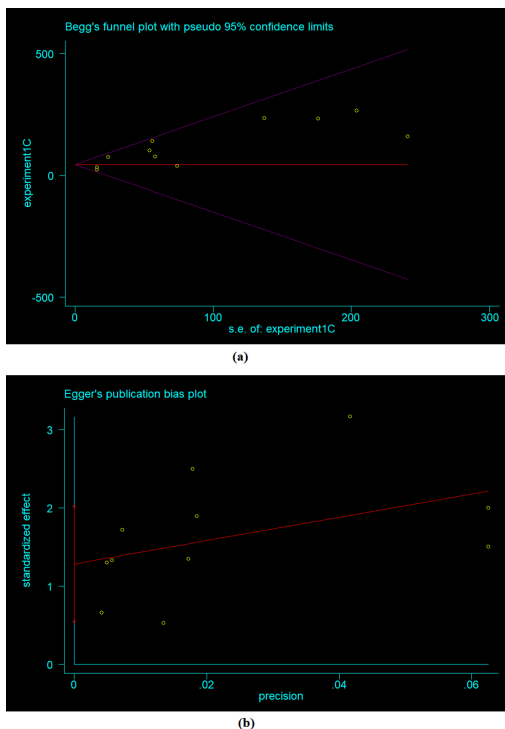 Begg's funnel plot with pseudo 95% confidence limits
experiment1C
500
0
-500
0 100 200 300
s.e. of: experiment1C
(a)
Egger's publication bias plot
standardized effect
3
2
1
0
0 .02 .04 .06
precision
(b)